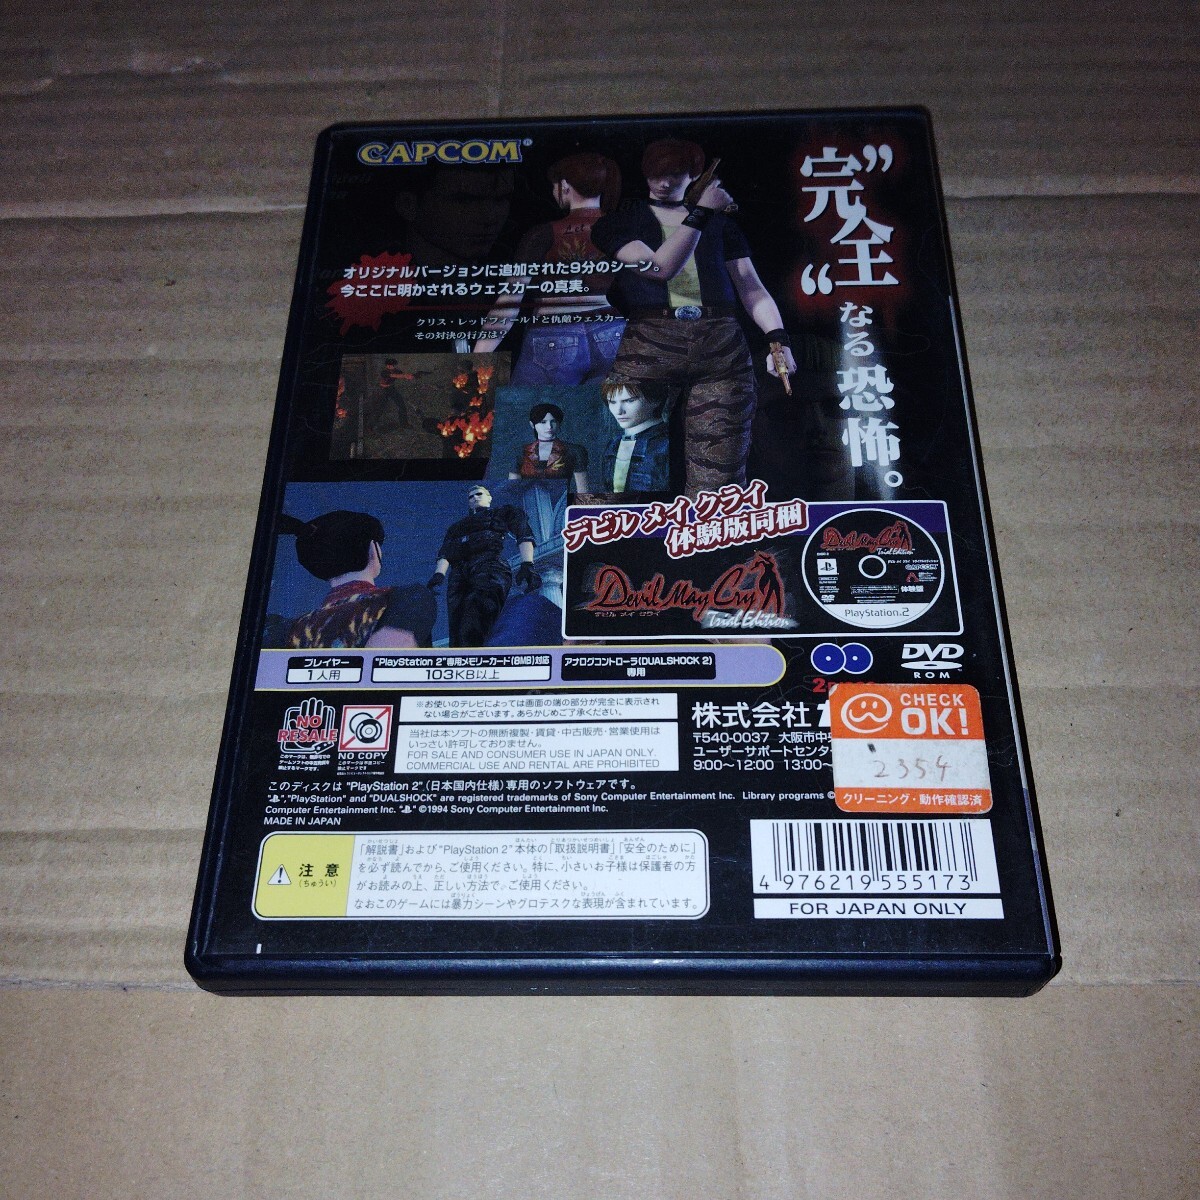 CAPCOM
”完全“なる恐怖。
オリジナルバージョンに追加された9分のシーン。
今ここに明かされるウェスカーの真実。
クリス・レッドフィールドと仇敵ウェスカー。
その対決の行方は?
デビル メイ クライ
体験版同梱
Devil May Cry
デビル メイ クライ
Trial Edition
Devil May Cry
Trial Edition
CAPCOM
体験版
PlayStation 2
プレイヤー
1人用
"PlayStation 2"専用メモリーカード(8MB)対応
103KB以上
アナログコントローラ(DUALSHOCK 2)
専用
DVD
ROM
NO RESALE
NO COPY
※お使いのテレビによっては画面の端の部分が完全に表示されない場合がございます。あらかじめご了承ください。
当社は本ソフトの無断複製・賃貸・中古販売・営業使用は
いっさい許可しておりません。
FOR SALE AND CONSUMER USE IN JAPAN ONLY.
COMMERCIAL USE AND RENTAL ARE PROHIBITED
株式会社
〒540-0037 大阪市中央
ユーザーサポートセンター
9:00〜12:00 13:00〜
CHECK
OK!
2354
クリーニング・動作確認済
このディスクは "PlayStation 2"(日本国内仕様)専用のソフトウェアです。
"PlayStation" and "DUALSHOCK" are registered trademarks of Sony Computer Entertainment Inc. Library programs ©
Computer Entertainment Inc. ©1994 Sony Computer Entertainment Inc.
MADE IN JAPAN
注意
(ちゅうい)
「解説書」および"PlayStation 2"本体の「取扱説明書」「安全のために」
を必ず読んでから、ご使用ください。特に、小さいお子様は保護者の方
がお読みの上、正しい方法で、ご使用ください。
なおこのゲームには暴力シーンやグロテスクな表現が含まれています。
4 976219 555173
FOR JAPAN ONLY